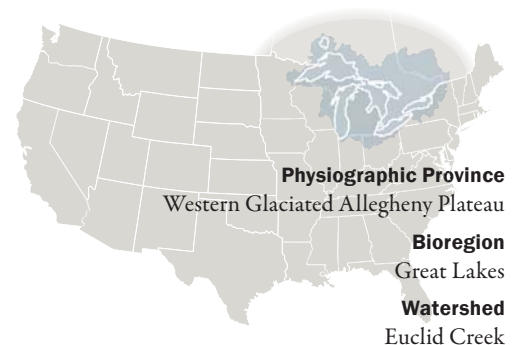 Physiographic Province
Western Glaciated Allegheny Plateau
Bioregion
Great Lakes
Watershed
Euclid Creek